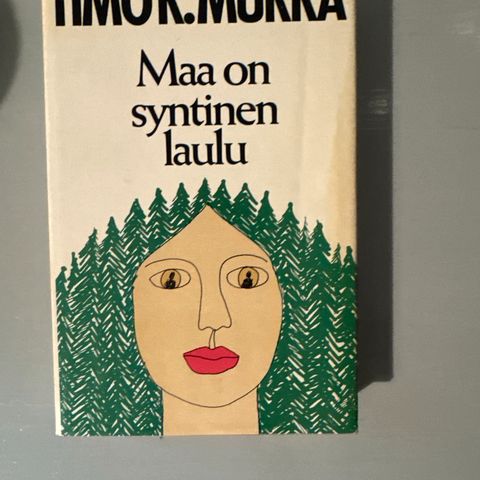 TIMO K. MUKKA
Maa on
syntinen
laulu